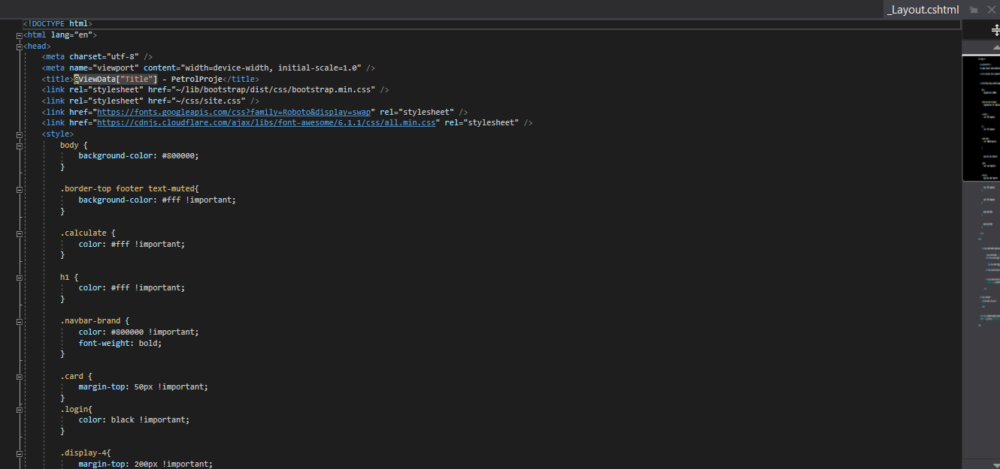 _Layout.cshtml
<!DOCTYPE html>
<html lang="en">
<head>
<meta charset="utf-8" />
<meta name="viewport" content="width=device-width, initial-scale=1.0" />
<title>@ViewData["Title"] - PetrolProje</title>
<link rel="stylesheet" href="~/lib/bootstrap/dist/css/bootstrap.min.css" />
<link rel="stylesheet" href="~/css/site.css" />
<link href="https://fonts.googleapis.com/css?family=Roboto&display=swap" rel="stylesheet" />
<link href="https://cdnjs.cloudflare.com/ajax/libs/font-awesome/6.1.1/css/all.min.css" rel="stylesheet" />
<style>
body {
background-color: #800000;
}
.border-top footer text-muted{
background-color: #fff !important;
}
.calculate {
color: #fff !important;
}
h1 {
color: #fff !important;
}
.navbar-brand {
color: #800000 !important;
font-weight: bold;
}
.card {
margin-top: 50px !important;
}
.login{
color: black !important;
}
.display-4{
margin-top: 200px !important;